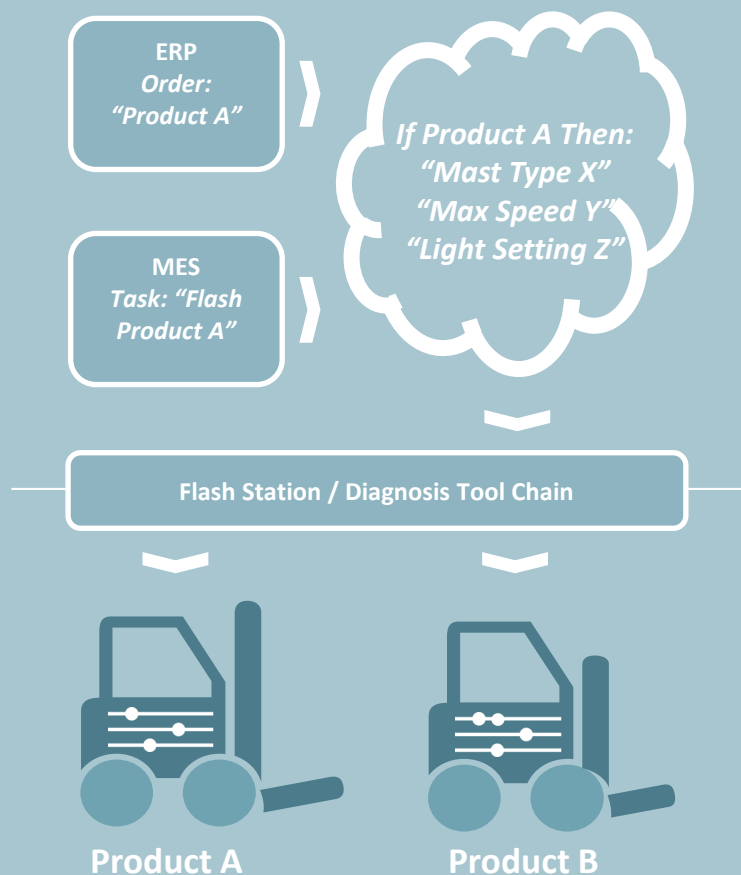 ERP
Order:
“Product A”
If Product A Then:
“Mast Type X”
“Max Speed Y”
“Light Setting Z”
MES
Task: “Flash
Product A”
Flash Station / Diagnosis Tool Chain
Product A
Product B